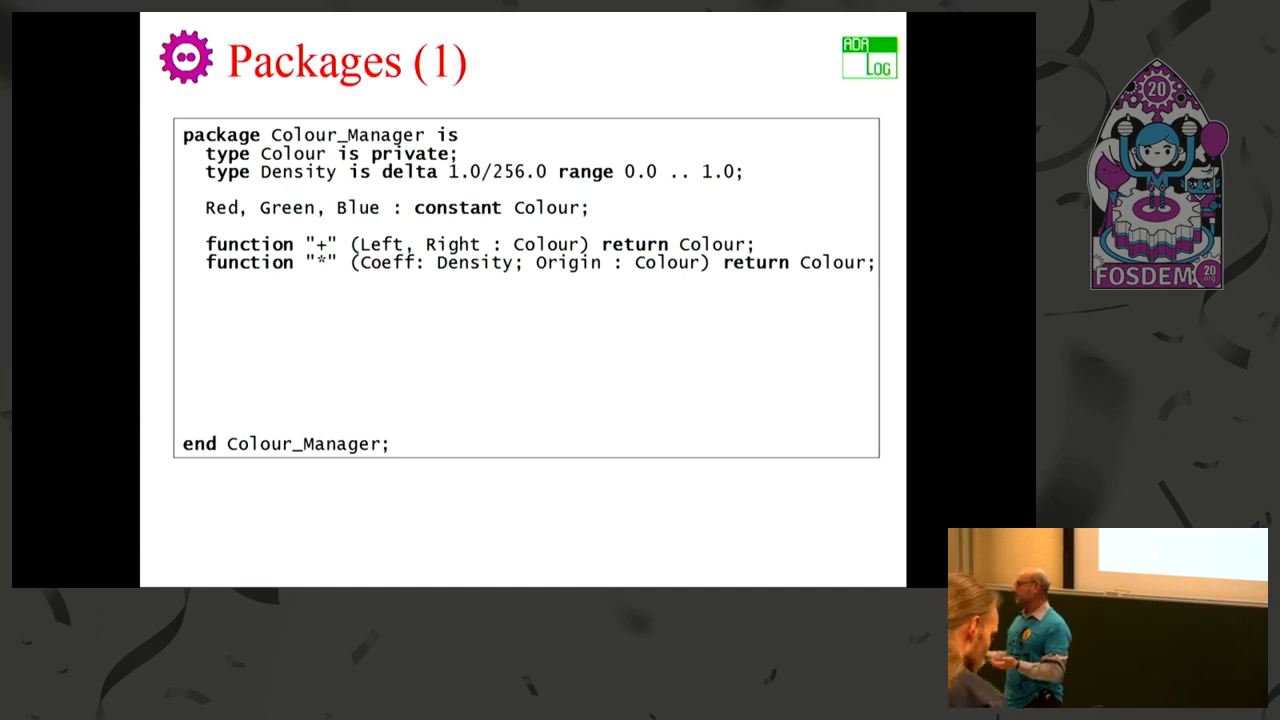 Packages (1)
ADA
LOG
package Colour_Manager is
type Colour is private;
type Density is delta 1.0/256.0 range 0.0 .. 1.0;
Red, Green, Blue : constant Colour;
function "+" (Left, Right : Colour) return Colour;
function "*" (Coeff: Density; Origin : Colour) return Colour;
end Colour_Manager;
20
FOSDEM
20
.org